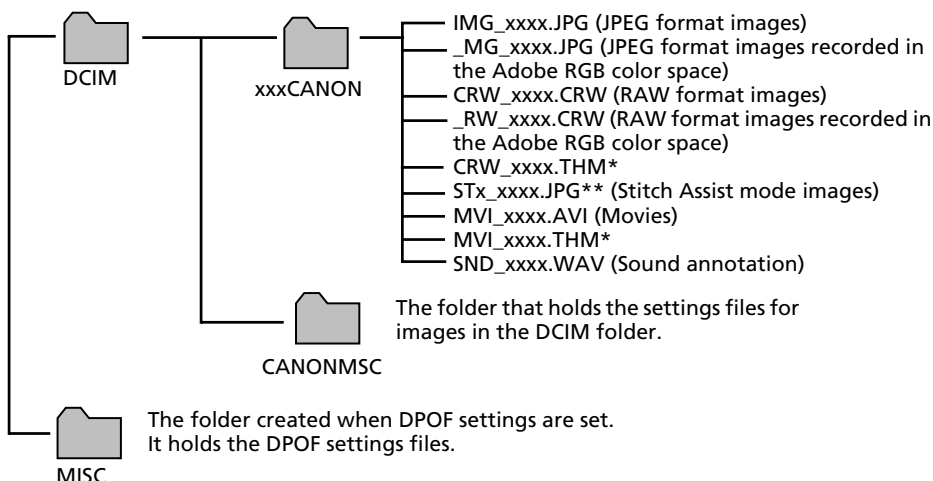 DCIM
xxxCANON
IMG_xxxx.JPG (JPEG format images)
_MG_xxxx.JPG (JPEG format images recorded in
the Adobe RGB color space)
CRW_xxxx.CRW (RAW format images)
_RW_xxxx.CRW (RAW format images recorded in
the Adobe RGB color space)
CRW_xxxx.THM*
STx_xxxx.JPG** (Stitch Assist mode images)
MVI_xxxx.AVI (Movies)
MVI_xxxx.THM*
SND_xxxx.WAV (Sound annotation)
The folder that holds the settings files for
images in the DCIM folder.
CANONMSC
The folder created when DPOF settings are set.
It holds the DPOF settings files.
MISC